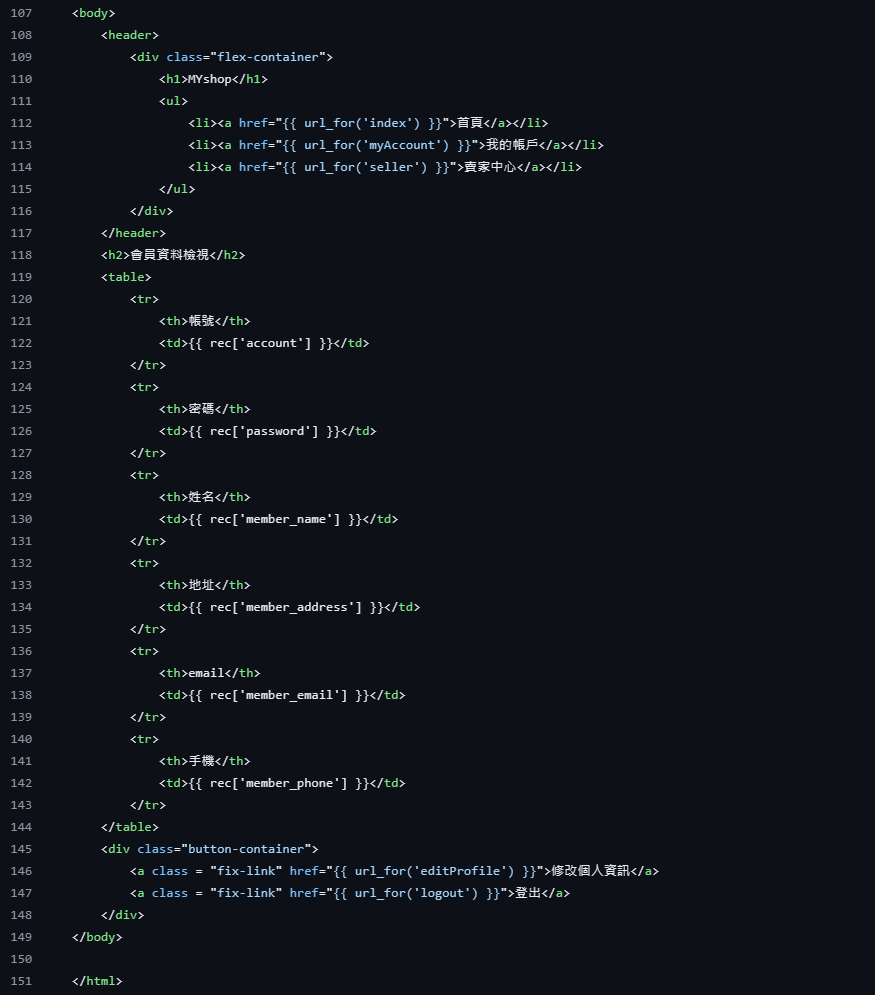 107 <body>
108 <header>
109 <div class="flex-container">
110 <h1>MYshop</h1>
111 <ul>
112 <li><a href="{{ url_for('index') }}">首頁</a></li>
113 <li><a href="{{ url_for('myAccount') }}">我的帳戶</a></li>
114 <li><a href="{{ url_for('seller') }}">賣家中心</a></li>
115 </ul>
116 </div>
117 </header>
118 <h2>會員資料檢視</h2>
119 <table>
120 <tr>
121 <th>帳號</th>
122 <td>{{ rec['account'] }}</td>
123 </tr>
124 <tr>
125 <th>密碼</th>
126 <td>{{ rec['password'] }}</td>
127 </tr>
128 <tr>
129 <th>姓名</th>
130 <td>{{ rec['member_name'] }}</td>
131 </tr>
132 <tr>
133 <th>地址</th>
134 <td>{{ rec['member_address'] }}</td>
135 </tr>
136 <tr>
137 <th>email</th>
138 <td>{{ rec['member_email'] }}</td>
139 </tr>
140 <tr>
141 <th>手機</th>
142 <td>{{ rec['member_phone'] }}</td>
143 </tr>
144 </table>
145 <div class="button-container">
146 <a class = "fix-link" href="{{ url_for('editProfile') }}">修改個人資訊</a>
147 <a class = "fix-link" href="{{ url_for('logout') }}">登出</a>
148 </div>
149 </body>
150
151 </html>